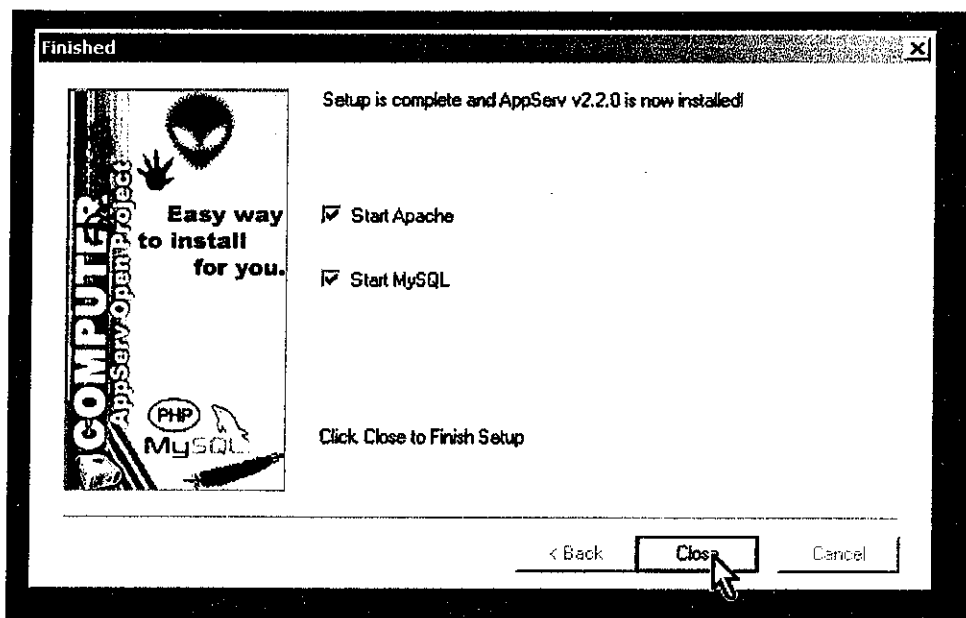 Finished
Setup is complete and AppServ v2.2.0 is now installed!
COMPUTER
AppServ Open Project
Easy way
to install
for you.
Start Apache
Start MySQL
PHP
MySQL
Click Close to Finish Setup
< Back
Close
Cancel